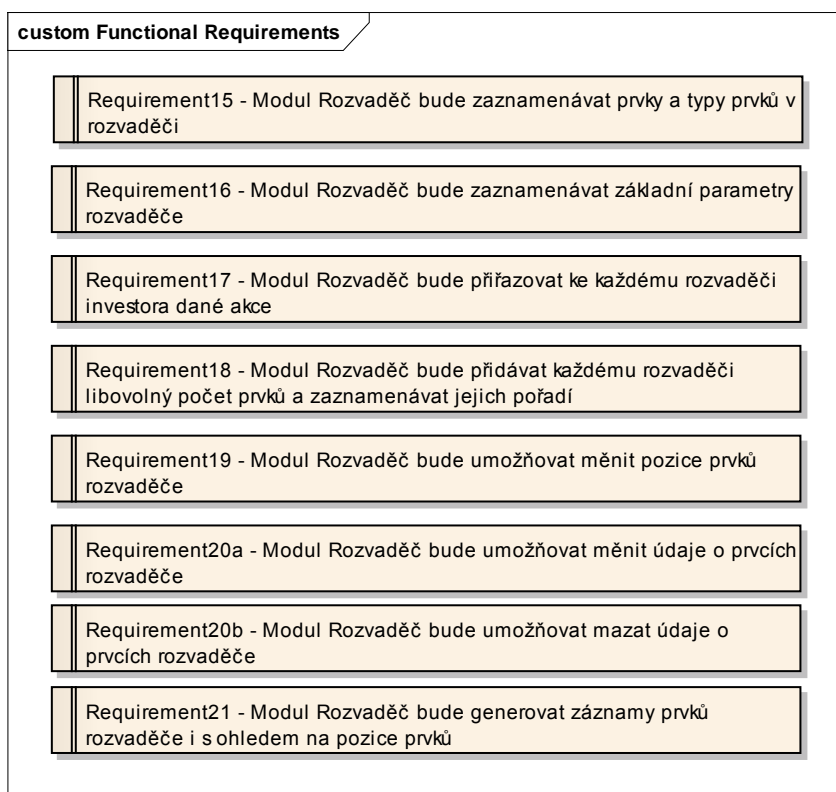 custom Functional Requirements
Requirement15 - Modul Rozvaděč bude zaznamenávat prvky a typy prvků v
rozvaděči
Requirement16 - Modul Rozvaděč bude zaznamenávat základní parametry
rozvaděče
Requirement17 - Modul Rozvaděč bude přiřazovat ke každému rozvaděči
investora dané akce
Requirement18 - Modul Rozvaděč bude přidávat každému rozvaděči
libovolný počet prvků a zaznamenávat jejich pořadí
Requirement19 - Modul Rozvaděč bude umožňovat měnit pozice prvků
rozvaděče
Requirement20a - Modul Rozvaděč bude umožňovat měnit údaje o prvcích
rozvaděče
Requirement20b - Modul Rozvaděč bude umožňovat mazat údaje o
prvcích rozvaděče
Requirement21 - Modul Rozvaděč bude generovat záznamy prvků
rozvaděče i s ohledem na pozice prvků